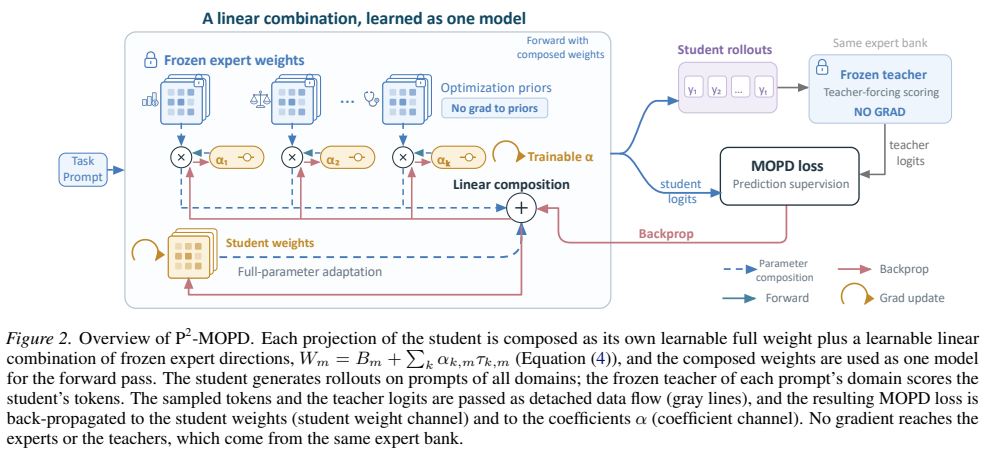 A linear combination, learned as one model
Forward with
composed weights
Frozen expert weights
Optimization priors
No grad to priors
...
α₁
α₂
αₖ
Trainable α
Task
Prompt
Linear composition
Student weights
Full-parameter adaptation
Student rollouts
y₁ y₂ ... y₁
Same expert bank
Frozen teacher
Teacher-forcing scoring
NO GRAD
teacher
logits
MOPD loss
Prediction supervision
student
logits
Backprop
Parameter
composition
Backprop
Forward
Grad update
Figure 2. Overview of P²-MOPD. Each projection of the student is composed as its own learnable full weight plus a learnable linear
combination of frozen expert directions, Wₘ = Bₘ + ∑ₖ αₖ,ₘτₖ,ₘ (Equation (4)), and the composed weights are used as one model
for the forward pass. The student generates rollouts on prompts of all domains; the frozen teacher of each prompt's domain scores the
student's tokens. The sampled tokens and the teacher logits are passed as detached data flow (gray lines), and the resulting MOPD loss is
back-propagated to the student weights (student weight channel) and to the coefficients α (coefficient channel). No gradient reaches the
experts or the teachers, which come from the same expert bank.